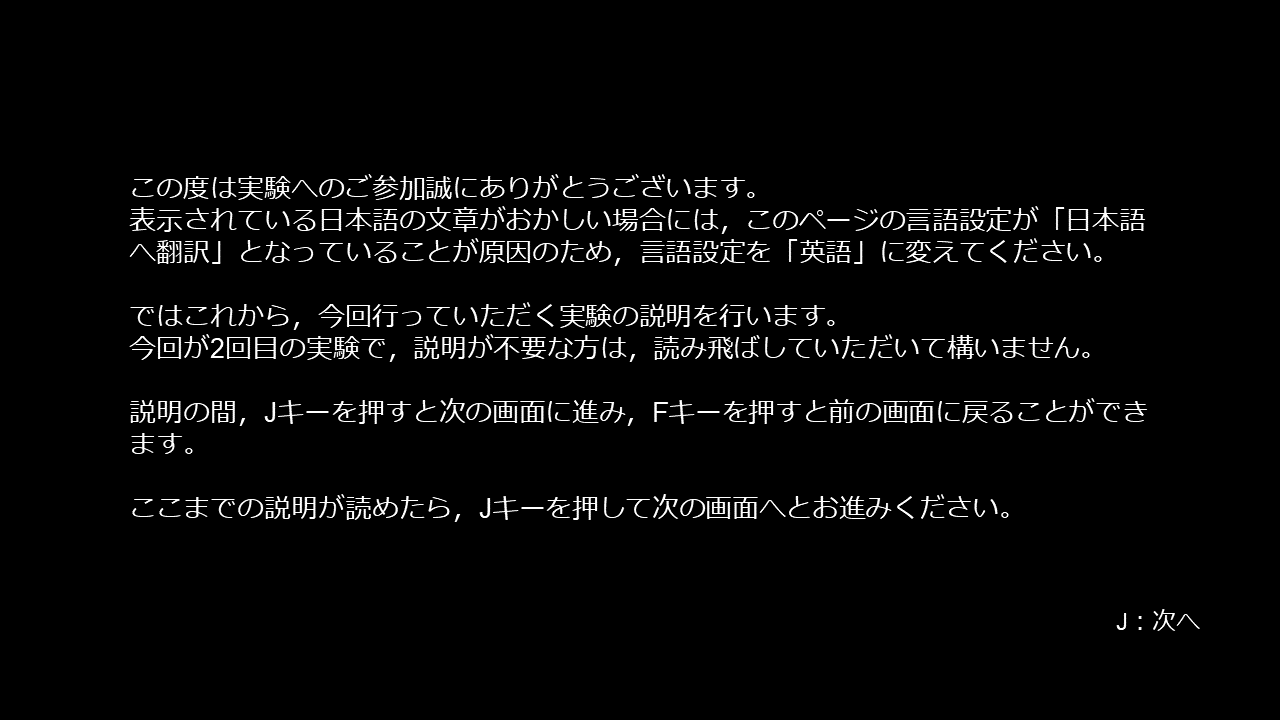 この度は実験へのご参加誠にありがとうございます。
表示されている日本語の文章がおかしい場合には，このページの言語設定が「日本語
へ翻訳」となっていることが原因のため，言語設定を「英語」に変えてください。
ではこれから，今回行っていただく実験の説明を行います。
今回が2回目の実験で，説明が不要な方は，読み飛ばしていただいて構いません。
説明の間，Jキーを押すと次の画面に進み，Fキーを押すと前の画面に戻ることができ
ます。
ここまでの説明が読めたら，Jキーを押して次の画面へとお進みください。
J：次へ